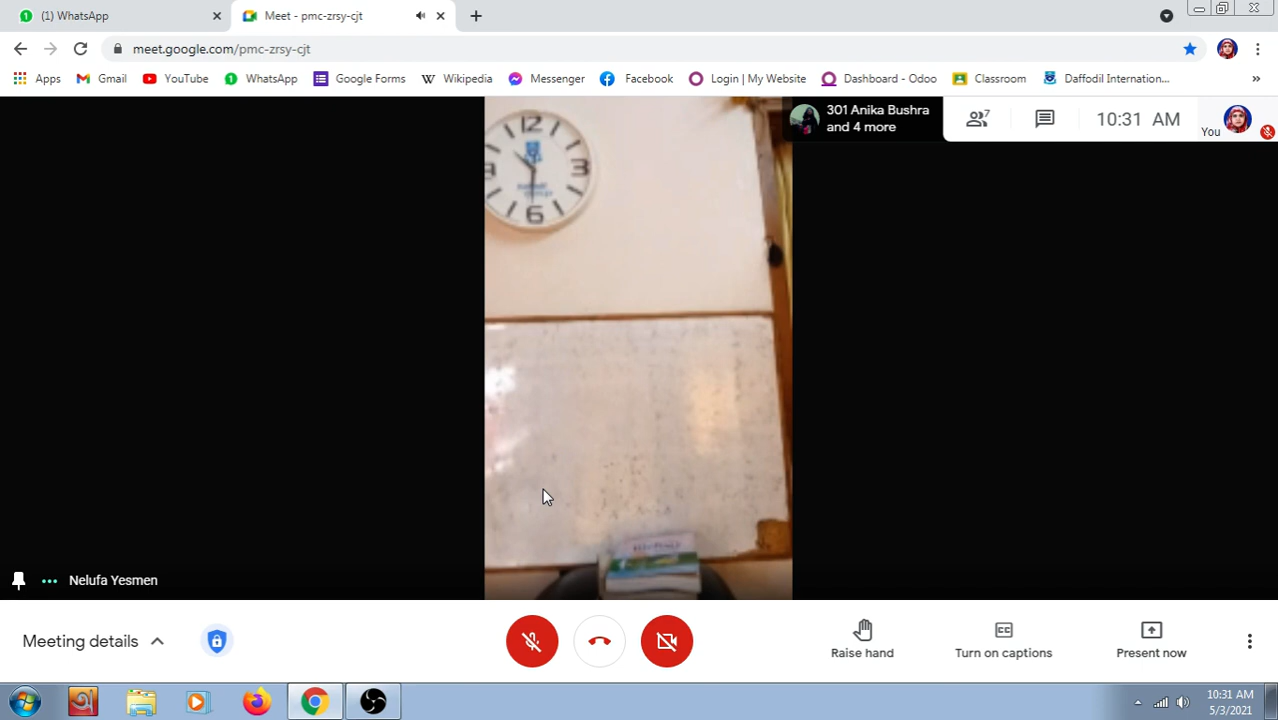 (1) WhatsApp
Meet - pmc-zrsy-cjt
meet.google.com/pmc-zrsy-cjt
Apps Gmail YouTube WhatsApp Google Forms Wikipedia Messenger Facebook Login | My Website Dashboard - Odoo Classroom Daffodil Internation... »
301 Anika Bushra
and 4 more
7
10:31 AM
You
12
3
6
Nelufa Yesmen
Meeting details
Raise hand
CC
Turn on captions
Present now
10:31 AM
5/3/2021